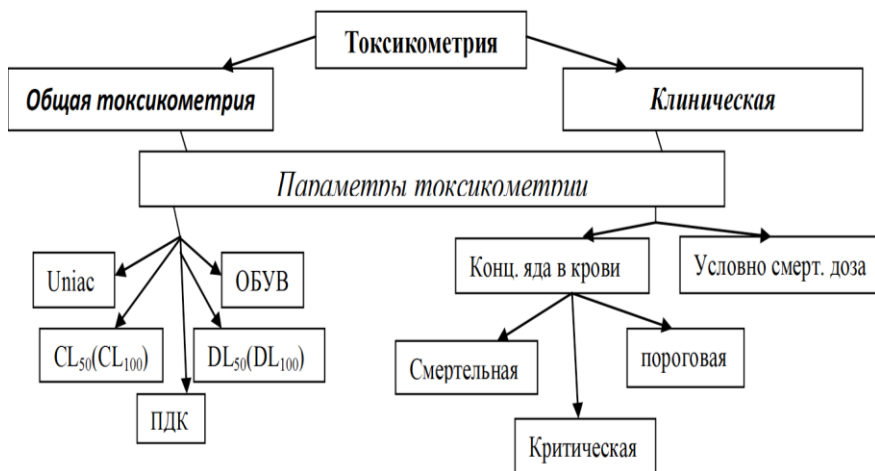 Токсикометрия
Общая токсикометрия
Клиническая
Параметры токсикометрии
Uniac
ОБУВ
Конц. яда в крови
Условно смерт. доза
CL₅₀(CL₁₀₀)
DL₅₀(DL₁₀₀)
Смертельная
пороговая
ПДК
Критическая